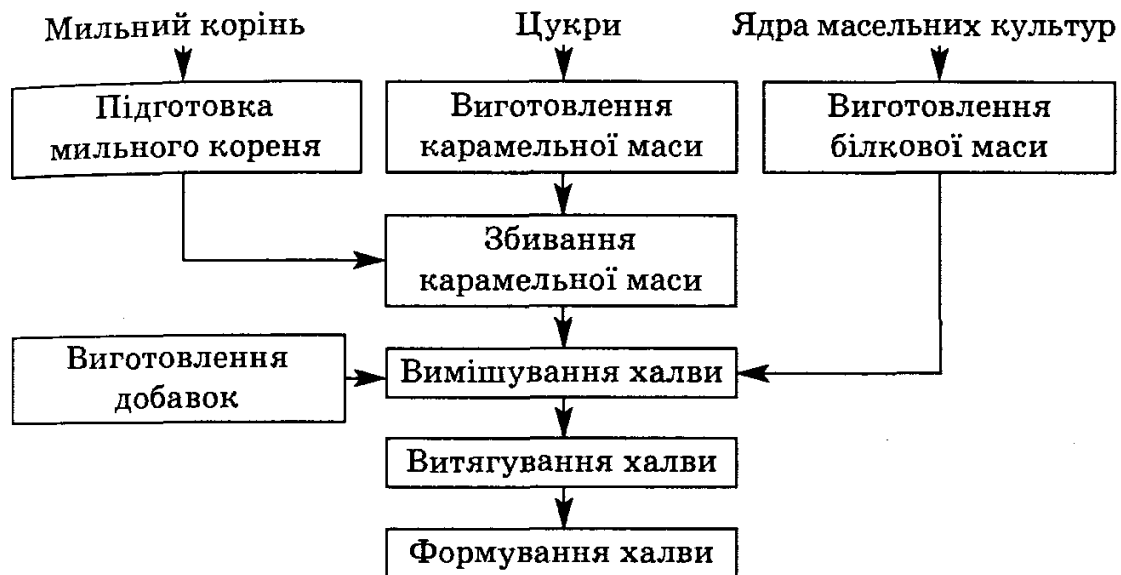 Мильний корінь
Цукри
Ядра масельних культур
Підготовка
мильного кореня
Виготовлення
карамельної маси
Виготовлення
білкової маси
Збивання
карамельної маси
Виготовлення
добавок
Вимішування халви
Витягування халви
Формування халви